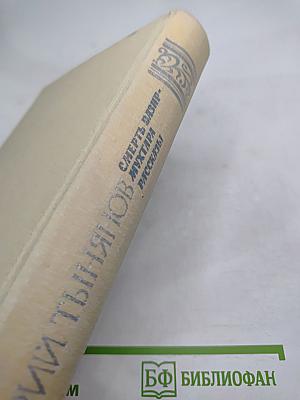 РИЙ ТЫНЯНОВ
СМЕРТЬ ВАЗИР-
МУХТАРА
РАССКАЗЫ
БФ БИБЛИОФАН